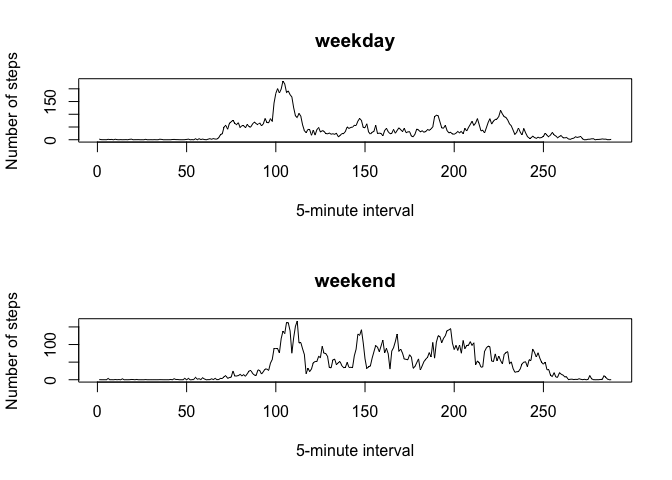 weekday
Number of steps
150
0
0 50 100 150 200 250
5-minute interval
weekend
Number of steps
100
0
0 50 100 150 200 250
5-minute interval